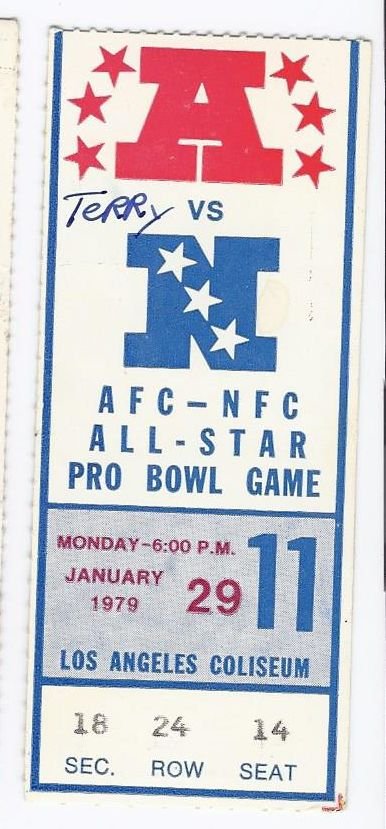 A
Terry VS
N
AFC-NFC
ALL-STAR
PRO BOWL GAME
MONDAY-6:00 P.M.
JANUARY
1979 29 11
LOS ANGELES COLISEUM
18 24 14
SEC. ROW SEAT